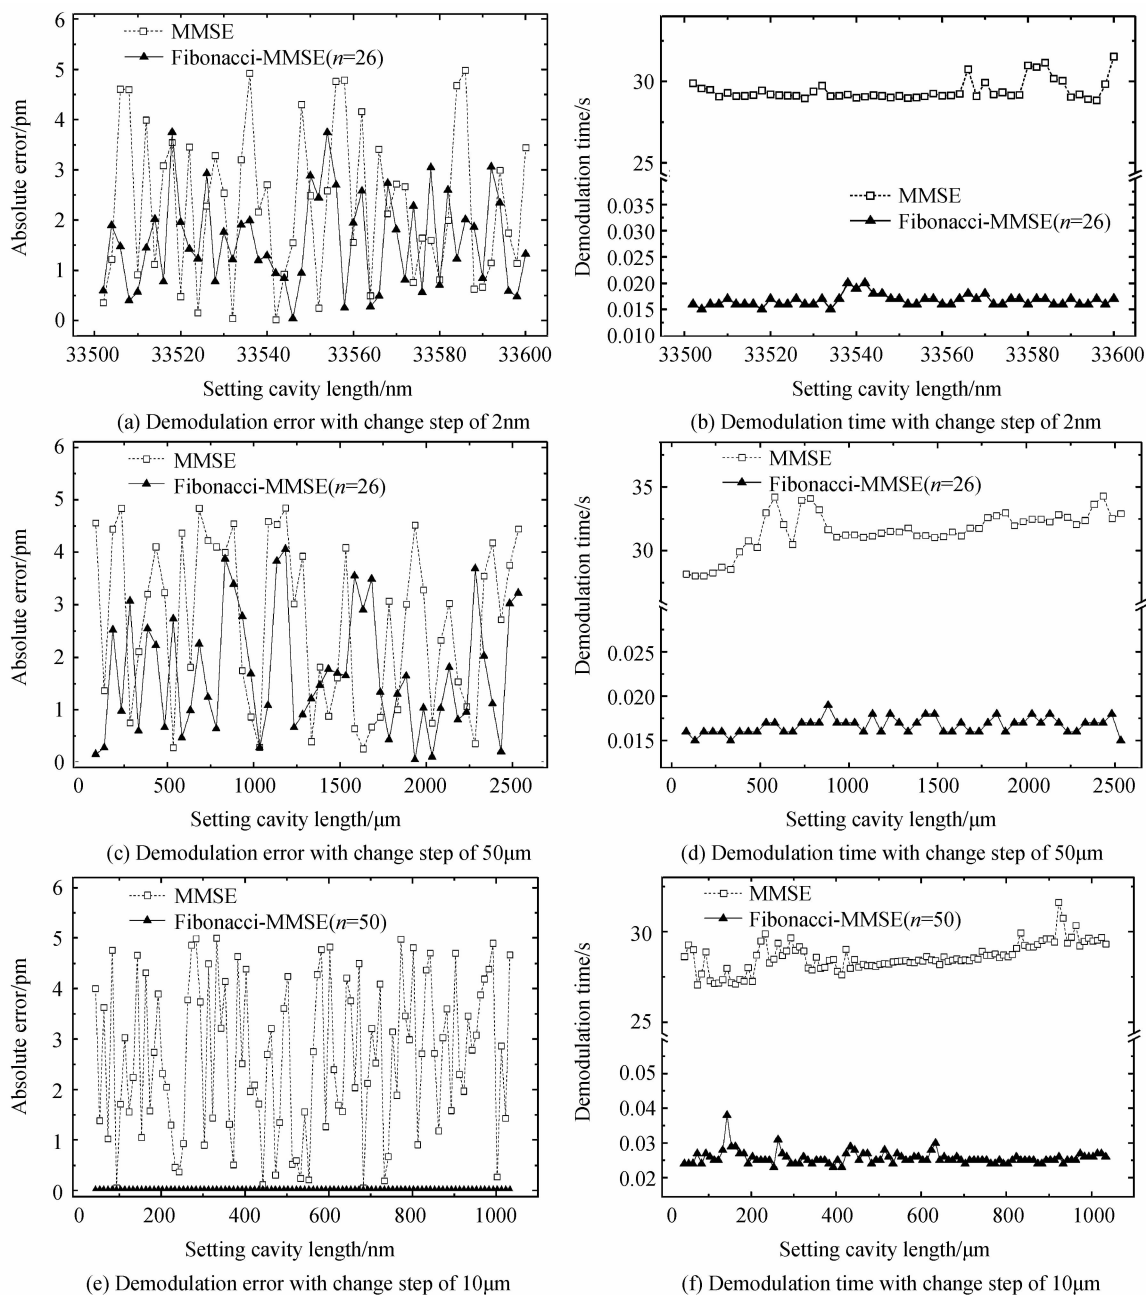 6
5
4
3
2
1
0
Absolute error/pm
MMSE
Fibonacci-MMSE(n=26)
33500 33520 33540 33560 33580 33600
Setting cavity length/nm
(a) Demodulation error with change step of 2nm
30
25
0.035
0.030
0.025
0.020
0.015
0.010
Demodulation time/s
MMSE
Fibonacci-MMSE(n=26)
33500 33520 33540 33560 33580 33600
Setting cavity length/nm
(b) Demodulation time with change step of 2nm
6
5
4
3
2
1
0
Absolute error/pm
MMSE
Fibonacci-MMSE(n=26)
0 500 1000 1500 2000 2500
Setting cavity length/μm
(c) Demodulation error with change step of 50μm
35
30
0.025
0.020
0.015
Demodulation time/s
MMSE
Fibonacci-MMSE(n=26)
0 500 1000 1500 2000 2500
Setting cavity length/μm
(d) Demodulation time with change step of 50μm
6
5
4
3
2
1
0
Absolute error/pm
MMSE
Fibonacci-MMSE(n=50)
0 200 400 600 800 1000
Setting cavity length/nm
(e) Demodulation error with change step of 10μm
30
25
0.05
0.04
0.03
0.02
Demodulation time/s
MMSE
Fibonacci-MMSE(n=50)
0 200 400 600 800 1000
Setting cavity length/μm
(f) Demodulation time with change step of 10μm